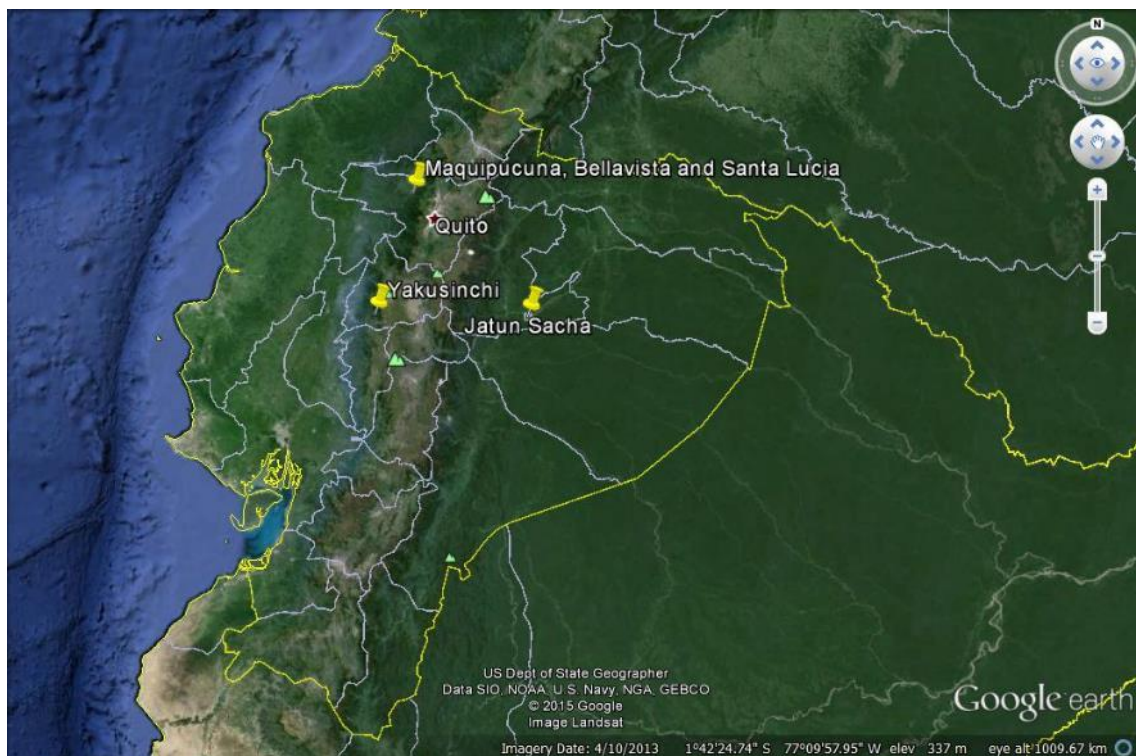 N
Maquipucuna, Bellavista and Santa Lucia
Quito
Yakusinchi
Jatun Sacha
US Dept of State Geographer
Data SIO, NOAA, U.S. Navy, NGA, GEBCO
© 2015 Google
Image Landsat
Google earth
Imagery Date: 4/10/2013 1°42'24.74" S 77°09'57.95" W elev 337 m eye alt 1009.67 km